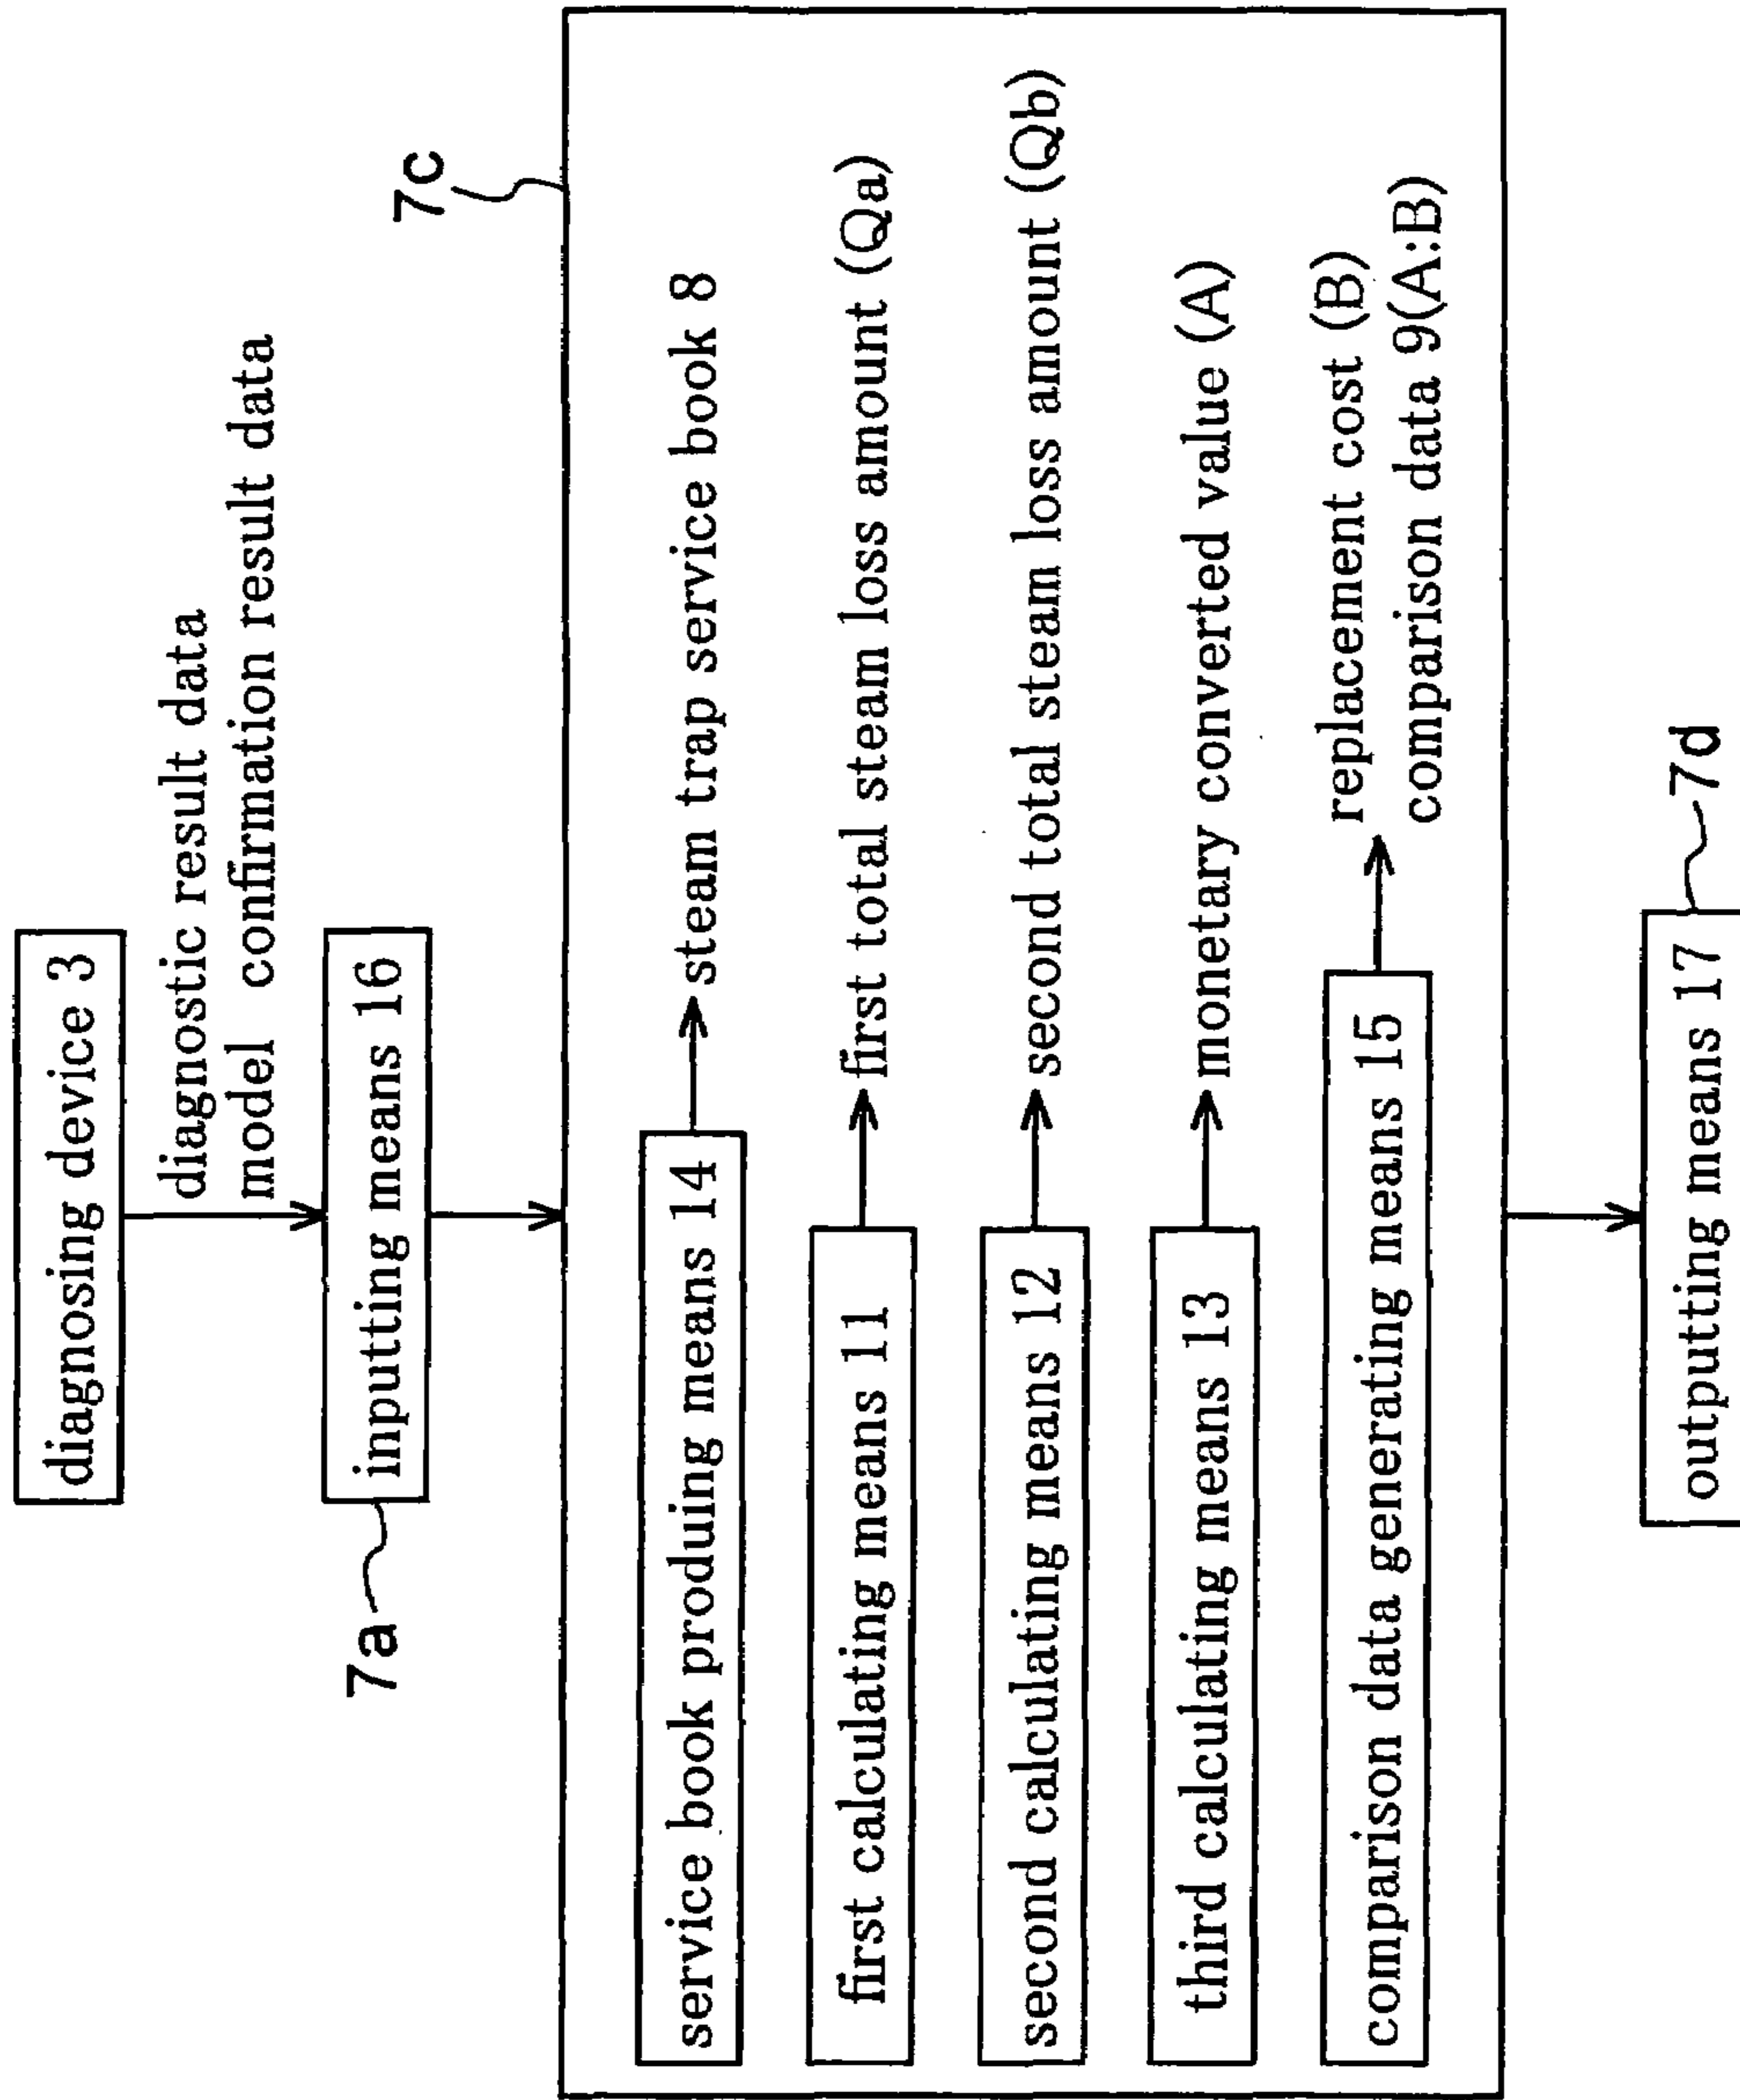 diagnosing device 3
diagnostic result data
model confirmation result data
inputting means 16
7a
7c
service book produing means 14
steam trap service book 8
first calculating means 11
first total steam loss amount (Qa)
second calculating means 12
second total steam loss amount (Qb)
third calculating means 13
monetary converted value (A)
comparison data generating means 15
replacement cost (B)
comparison data 9(A:B)
outputting means 17
7d